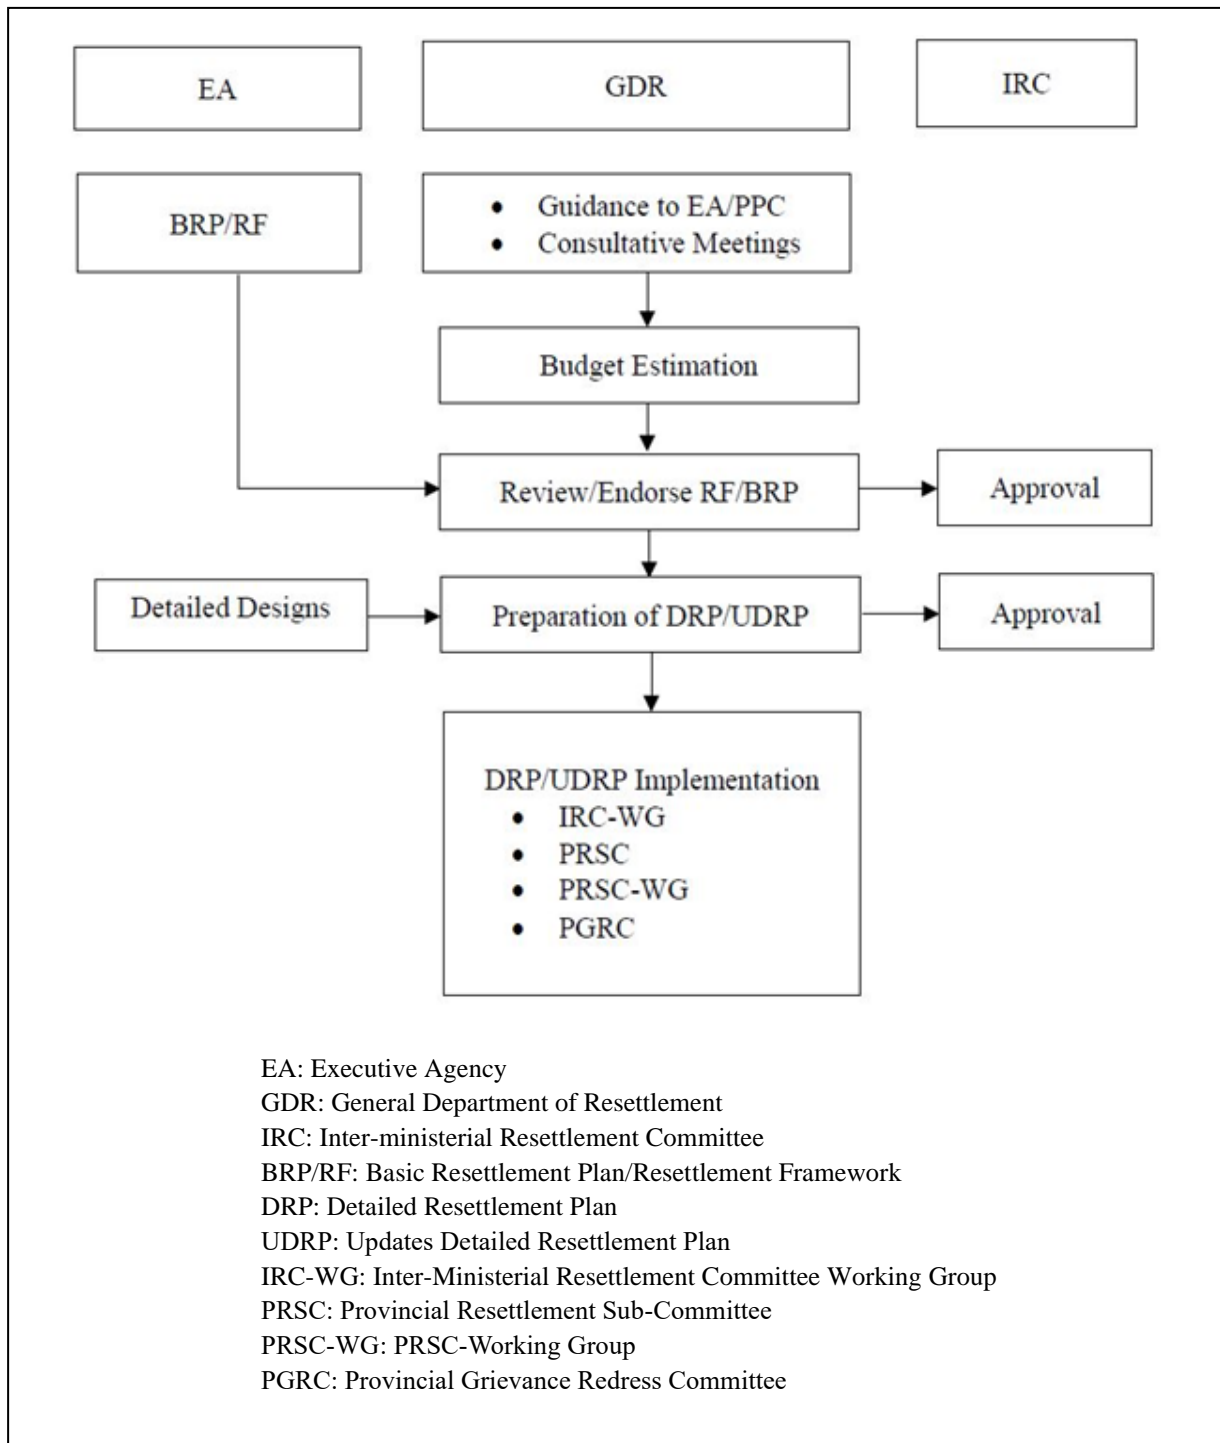 EA
GDR
IRC
BRP/RF
• Guidance to EA/PPC
• Consultative Meetings
Budget Estimation
Review/Endorse RF/BRP
Approval
Detailed Designs
Preparation of DRP/UDRP
Approval
DRP/UDRP Implementation
• IRC-WG
• PRSC
• PRSC-WG
• PGRC
EA: Executive Agency
GDR: General Department of Resettlement
IRC: Inter-ministerial Resettlement Committee
BRP/RF: Basic Resettlement Plan/Resettlement Framework
DRP: Detailed Resettlement Plan
UDRP: Updates Detailed Resettlement Plan
IRC-WG: Inter-Ministerial Resettlement Committee Working Group
PRSC: Provincial Resettlement Sub-Committee
PRSC-WG: PRSC-Working Group
PGRC: Provincial Grievance Redress Committee